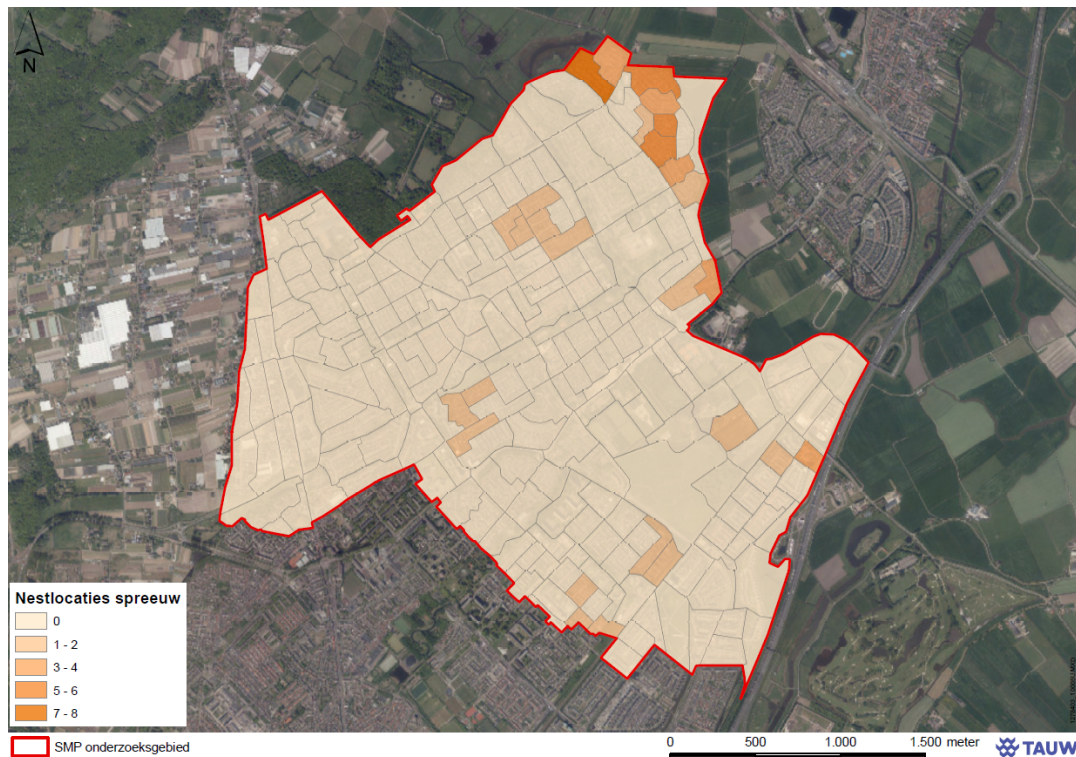 N
Nestlocaties spreeuw
0
1 - 2
3 - 4
5 - 6
7 - 8
SMP onderzoeksgebied
0 500 1.000 1.500 meter
TAUW